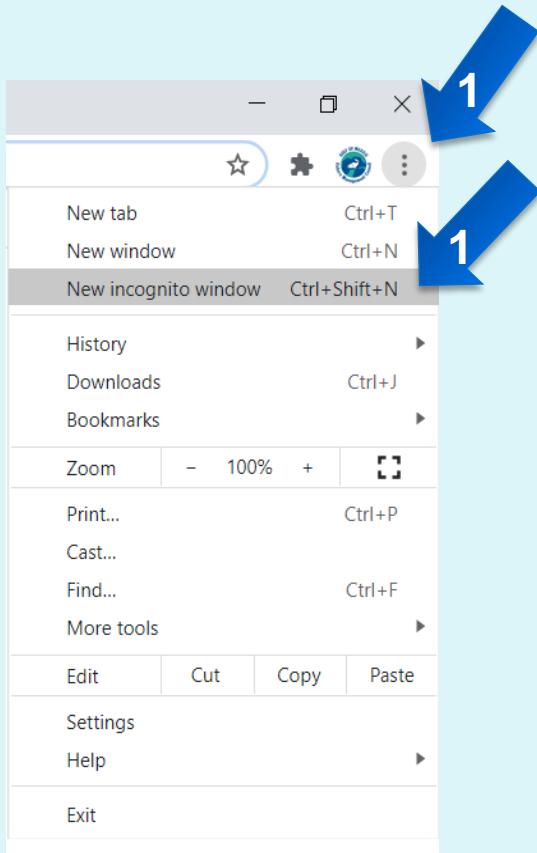 1
1
New tab Ctrl+T
New window Ctrl+N
New incognito window Ctrl+Shift+N
History
Downloads Ctrl+J
Bookmarks
Zoom − 100% +
Print... Ctrl+P
Cast...
Find... Ctrl+F
More tools
Edit Cut Copy Paste
Settings
Help
Exit